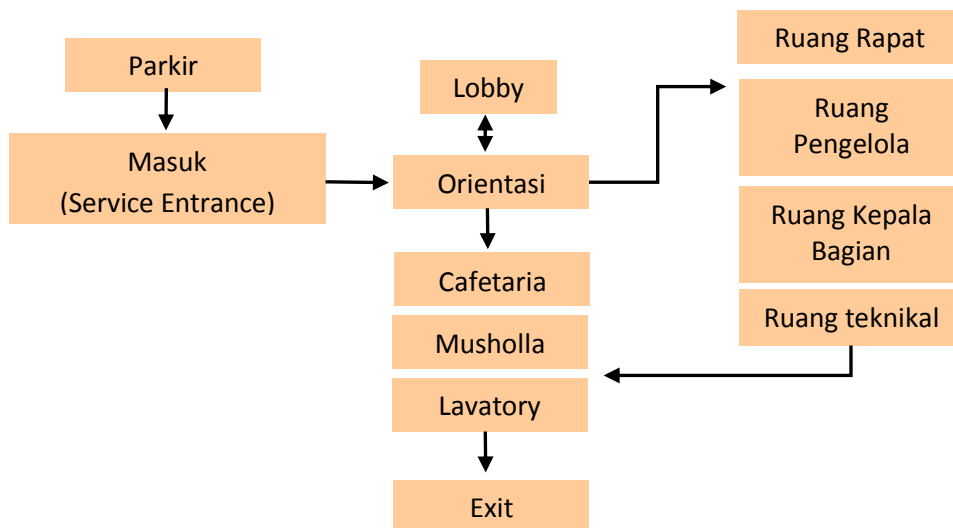 Parkir
Masuk
(Service Entrance)
Lobby
Orientasi
Cafetaria
Musholla
Lavatory
Exit
Ruang Rapat
Ruang
Pengelola
Ruang Kepala
Bagian
Ruang teknikal